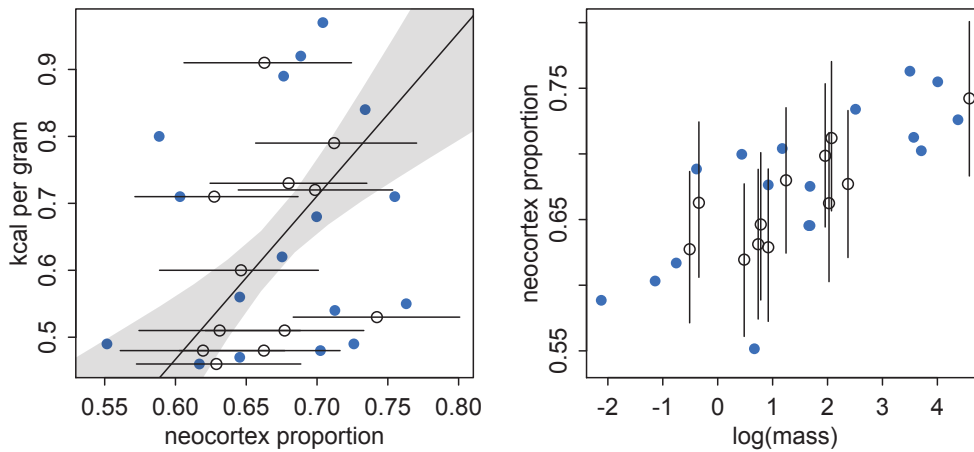 0.9
0.8
0.7
0.6
0.5
kcal per gram
0.55 0.60 0.65 0.70 0.75 0.80
neocortex proportion
0.75
0.65
0.55
neocortex proportion
-2 -1 0 1 2 3 4
log(mass)